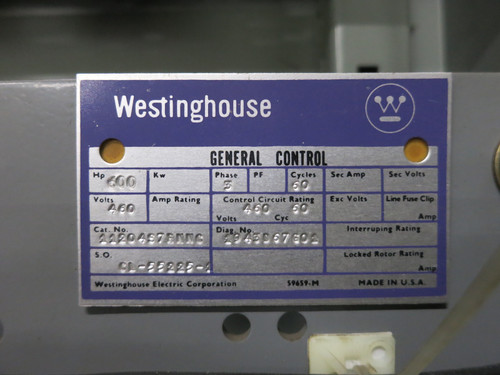 Westinghouse
GENERAL CONTROL
Hp 600 Kw Phase 3 PF Cycles 60 Sec Amp Sec Volts
Volts 460 Amp Rating Control Circuit Rating 460 Volts 60 Cyc Exc Volts Line Fuse Clip Amp
Cat. No. Diag. No. Interrupting Rating
S.O. Locked Rotor Rating Amp
Westinghouse Electric Corporation 59659-M MADE IN U.S.A.